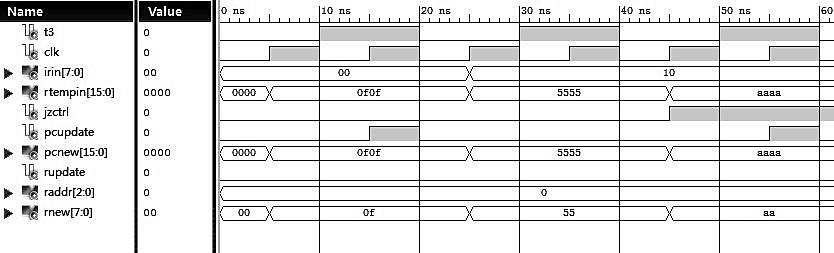 Name Value 0 ns 10 ns 20 ns 30 ns 40 ns 50 ns 60
t3 0
clk 0
irin[7:0] 00 00 10
rtempin[15:0] 0000 0000 0f0f 5555 aaaa
jzctrl 0
pcupdate 0
pcnew[15:0] 0000 0000 0f0f 5555 aaaa
rupdate 0
raddr[2:0] 0 0
rnew[7:0] 00 00 0f 55 aa